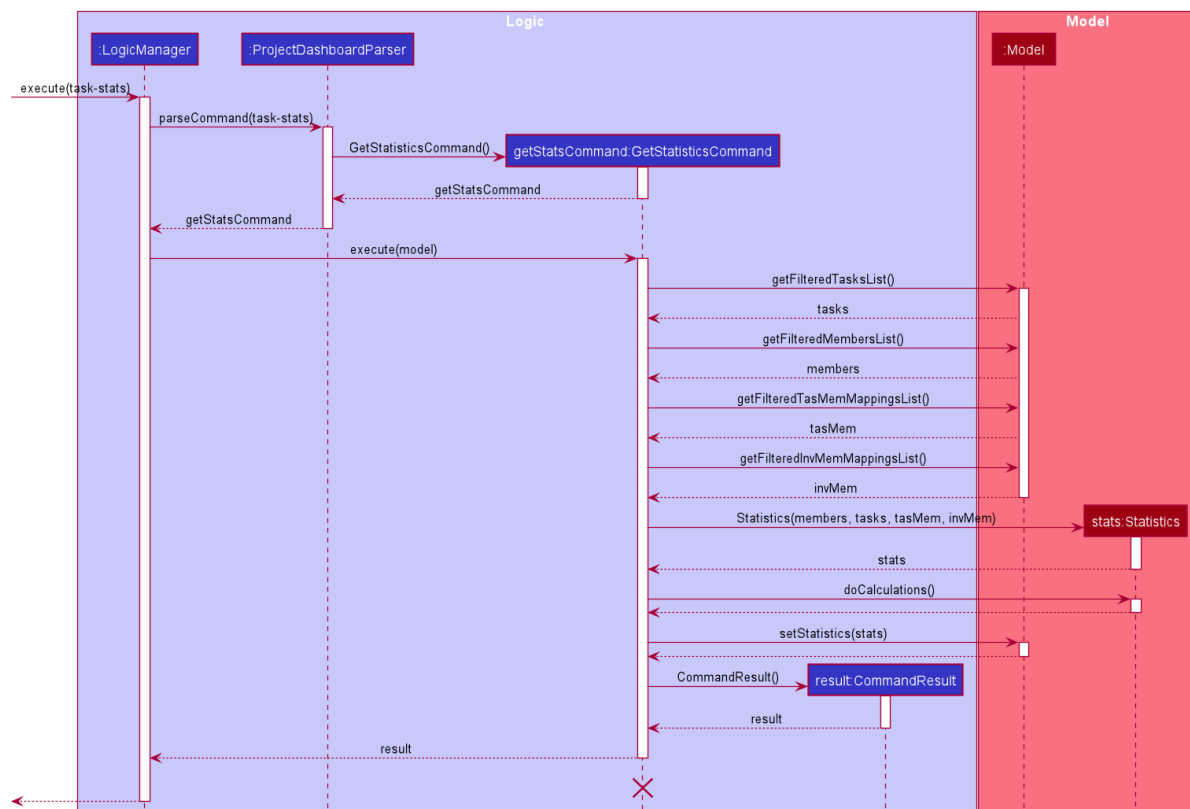 Logic
Model
:LogicManager
:ProjectDashboardParser
:Model
execute(task-stats)
parseCommand(task-stats)
GetStatisticsCommand()
getStatsCommand:GetStatisticsCommand
getStatsCommand
getStatsCommand
execute(model)
getFilteredTasksList()
tasks
getFilteredMembersList()
members
getFilteredTasMemMappingsList()
tasMem
getFilteredInvMemMappingsList()
invMem
Statistics(members, tasks, tasMem, invMem)
stats:Statistics
stats
doCalculations()
setStatistics(stats)
CommandResult()
result:CommandResult
result
result